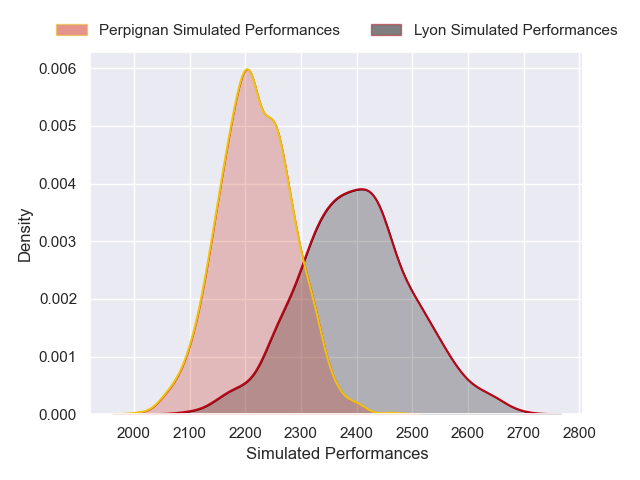 Perpignan Simulated Performances Lyon Simulated Performances
0.006
0.005
0.004
0.003
0.002
0.001
0.000
Density
2000 2100 2200 2300 2400 2500 2600 2700 2800
Simulated Performances